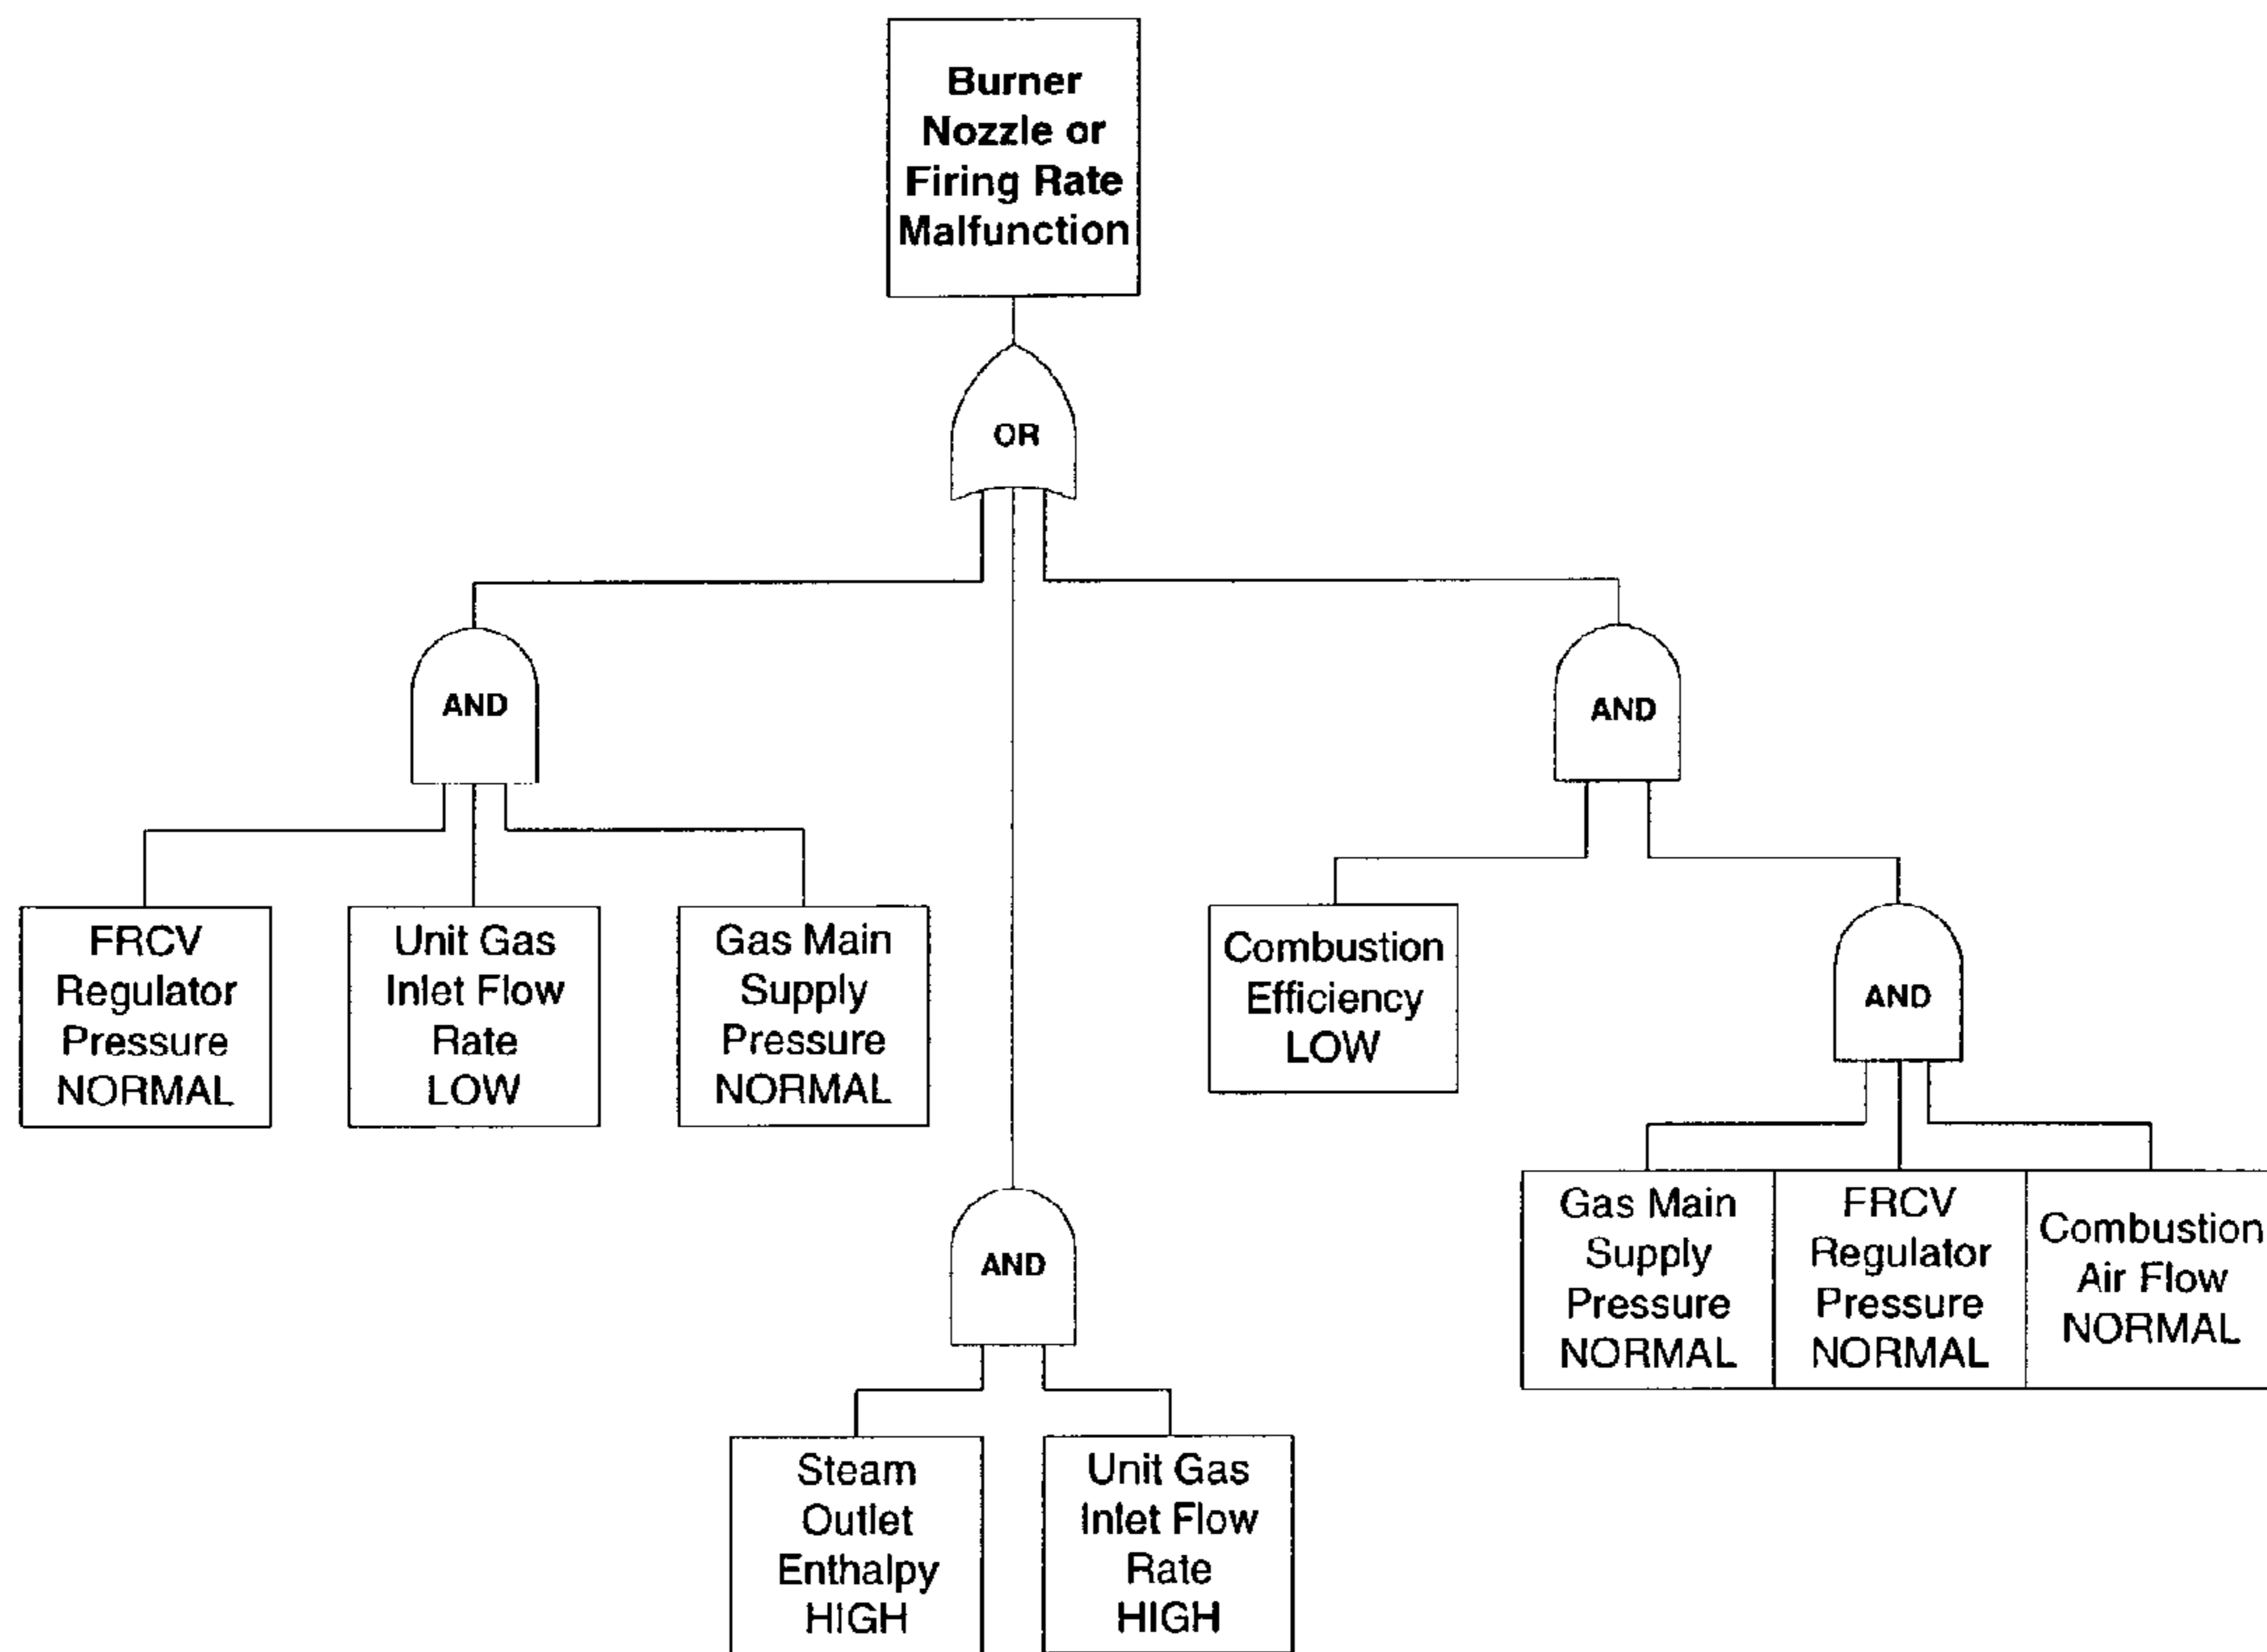 Burner
Nozzle or
Firing Rate
Malfunction
OR
AND
AND
FRCV
Regulator
Pressure
NORMAL
Unit Gas
Inlet Flow
Rate
LOW
Gas Main
Supply
Pressure
NORMAL
Combustion
Efficiency
LOW
AND
Gas Main
Supply
Pressure
NORMAL
FRCV
Regulator
Pressure
NORMAL
Combustion
Air Flow
NORMAL
AND
Steam
Outlet
Enthalpy
HIGH
Unit Gas
Inlet Flow
Rate
HIGH